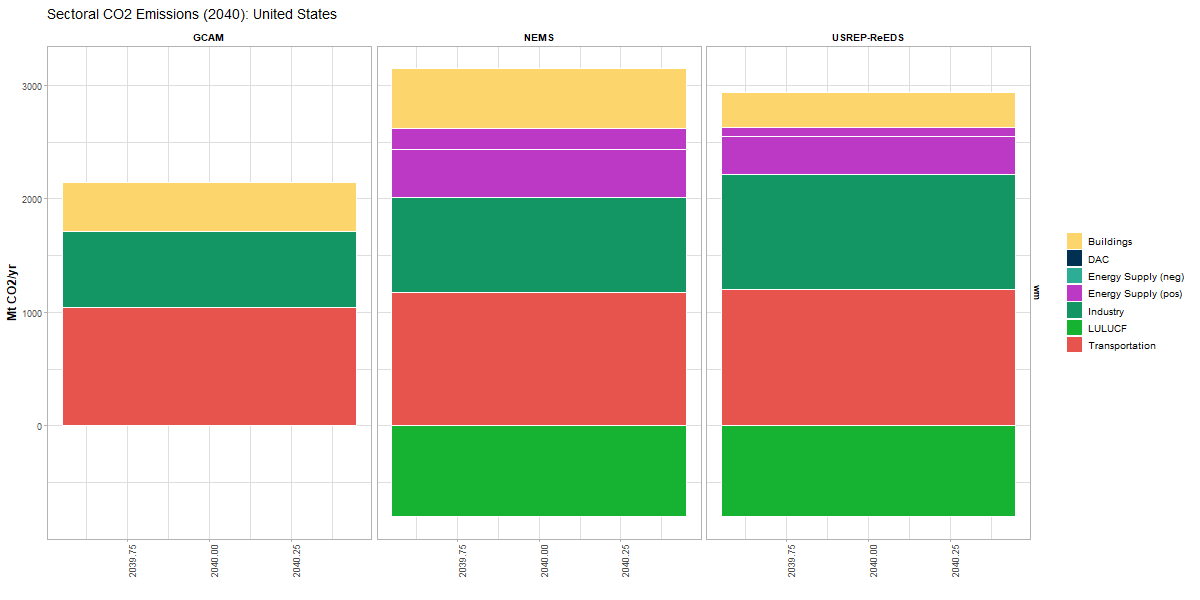 Sectoral CO2 Emissions (2040): United States
GCAM
NEMS
USREP-ReEDS
Mt CO2/yr
3000
2000
1000
0
2039.75
2040.00
2040.25
2039.75
2040.00
2040.25
2039.75
2040.00
2040.25
wm
Buildings
DAC
Energy Supply (neg)
Energy Supply (pos)
Industry
LULUCF
Transportation